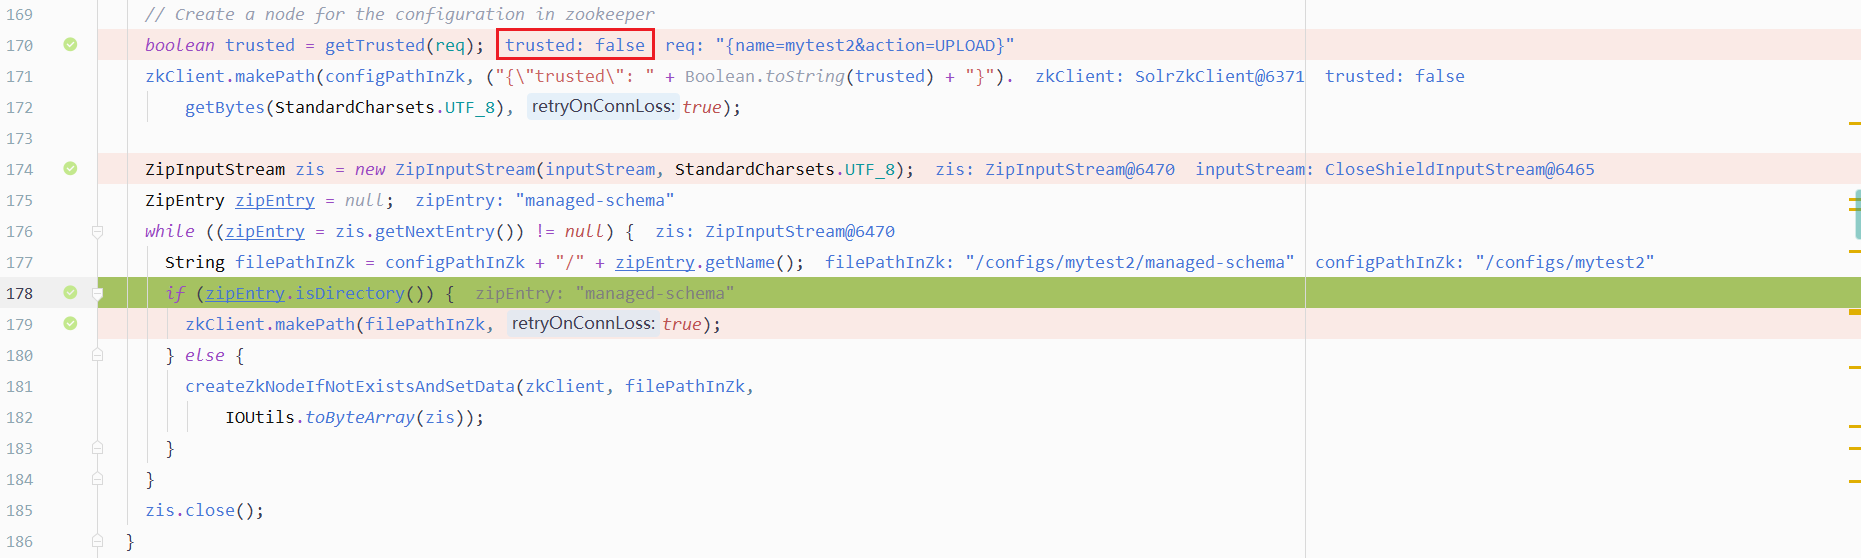 169 // Create a node for the configuration in zookeeper
170 boolean trusted = getTrusted(req); trusted: false req: "{name=mytest2&action=UPLOAD}"
171 zkClient.makePath(configPathInZk, ("{\"trusted\": " + Boolean.toString(trusted) + "}"). zkClient: SolrZkClient@6371 trusted: false
172 getBytes(StandardCharsets.UTF_8), retryOnConnLoss: true);
173
174 ZipInputStream zis = new ZipInputStream(inputStream, StandardCharsets.UTF_8); zis: ZipInputStream@6470 inputStream: CloseShieldInputStream@6465
175 ZipEntry zipEntry = null; zipEntry: "managed-schema"
176 while ((zipEntry = zis.getNextEntry()) != null) { zis: ZipInputStream@6470
177 String filePathInZk = configPathInZk + "/" + zipEntry.getName(); filePathInZk: "/configs/mytest2/managed-schema" configPathInZk: "/configs/mytest2"
178 if (zipEntry.isDirectory()) { zipEntry: "managed-schema"
179 zkClient.makePath(filePathInZk, retryOnConnLoss: true);
180 } else {
181 createZkNodeIfNotExistsAndSetData(zkClient, filePathInZk,
182 IOUtils.toByteArray(zis));
183 }
184 }
185 zis.close();
186 }